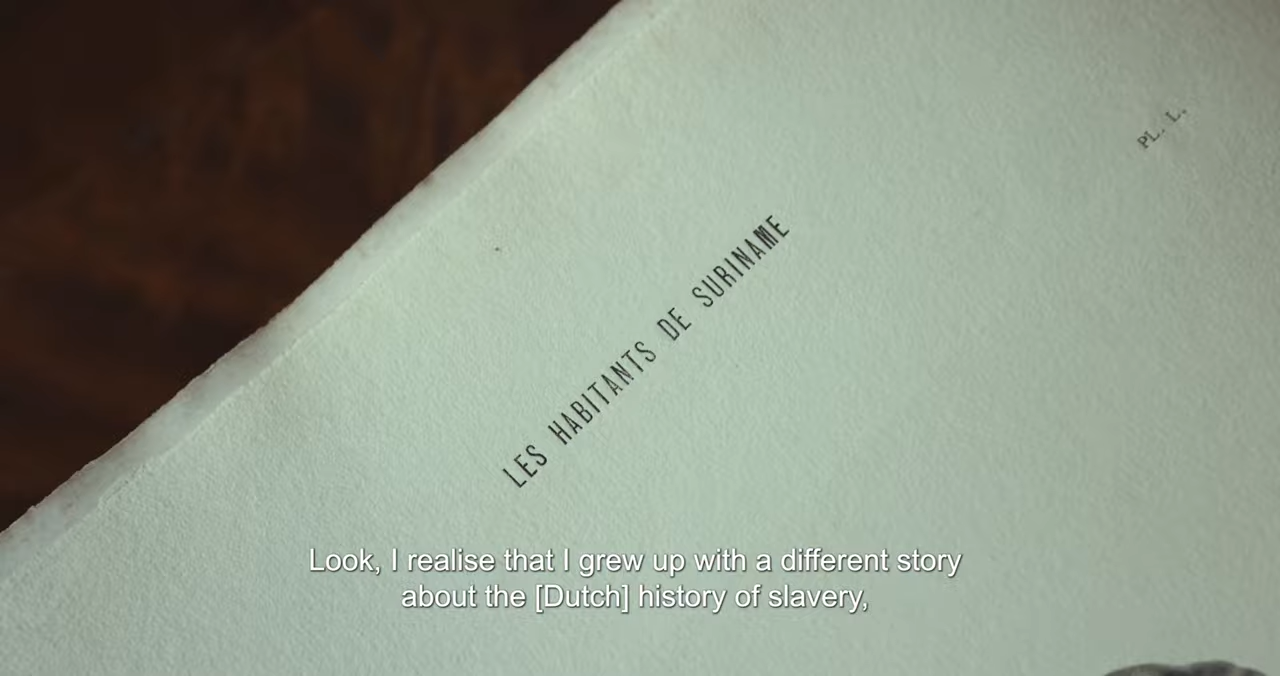 PL. L.
LES HABITANTS DE SURINAME
Look, I realise that I grew up with a different story
about the [Dutch] history of slavery,